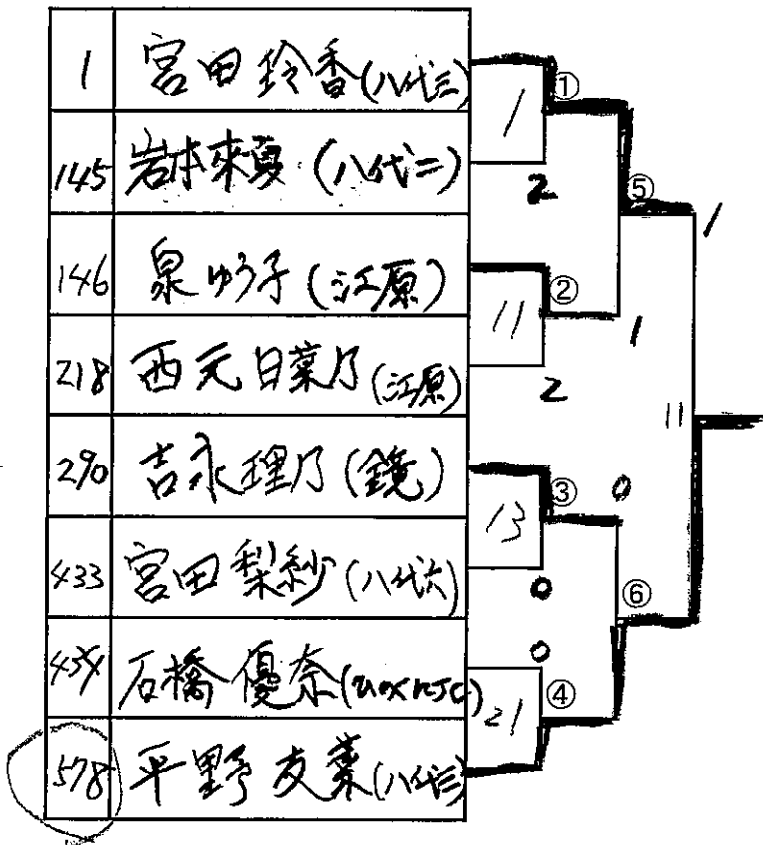 1 宮田玲香(八代三)
145 岩本來夏(八代二)
146 泉ゆう子(江原)
218 西元日菜乃(江原)
290 吉永理乃(鏡)
433 宮田梨紗(八代六)
434 石橋優奈
578 平野友葉(八代三)
1
①
2
⑤
1
11
②
1
2
11
13
③
0
0
⑥
0
21
④